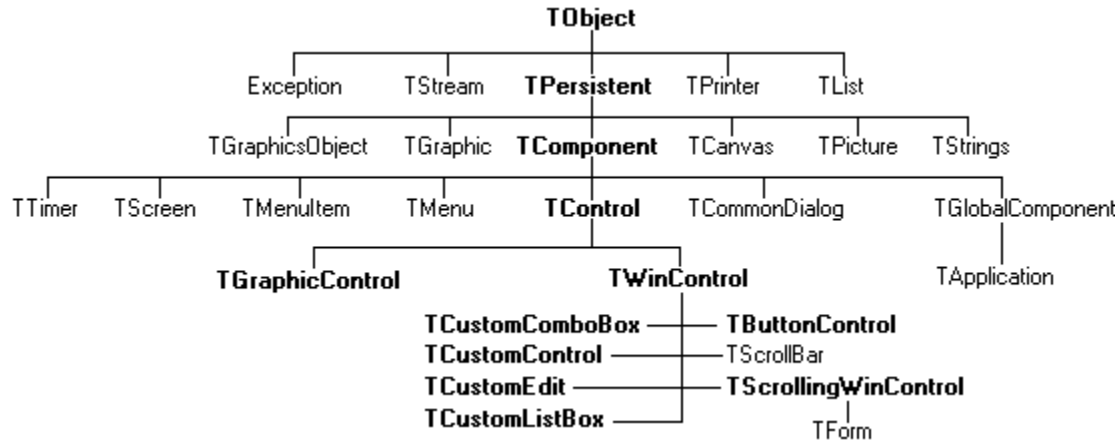 TObject
Exception TStream TPersistent TPrinter TList
TGraphicsObject TGraphic TComponent TCanvas TPicture TStrings
TTimer TScreen TMenuItem TMenu TControl TCommonDialog TGlobalComponent
TGraphicControl TWinControl TApplication
TCustomComboBox TButtonControl
TCustomControl TScrollBar
TCustomEdit TScrollingWinControl
TCustomListBox
TForm